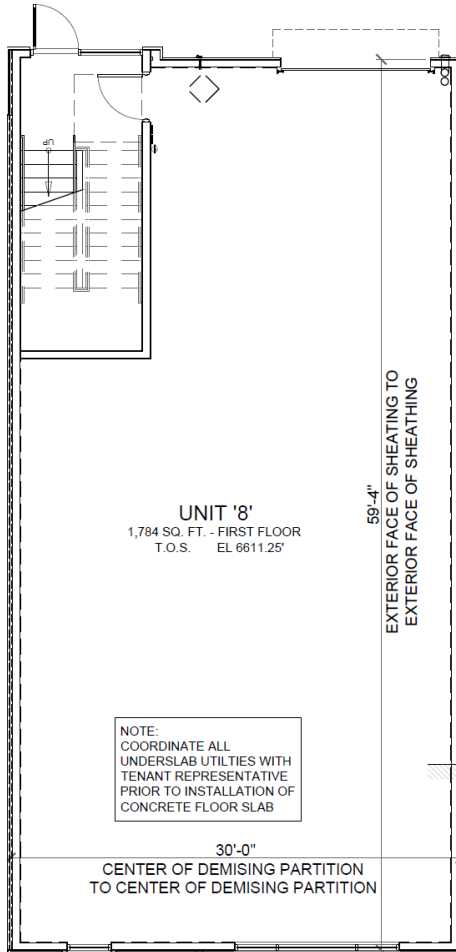 UP
UNIT '8'
1,784 SQ. FT. - FIRST FLOOR
T.O.S. EL 6611.25'
59'-4"
EXTERIOR FACE OF SHEATING TO
EXTERIOR FACE OF SHEATHING
NOTE:
COORDINATE ALL
UNDERSLAB UTILTIES WITH
TENANT REPRESENTATIVE
PRIOR TO INSTALLATION OF
CONCRETE FLOOR SLAB
30'-0"
CENTER OF DEMISING PARTITION
TO CENTER OF DEMISING PARTITION